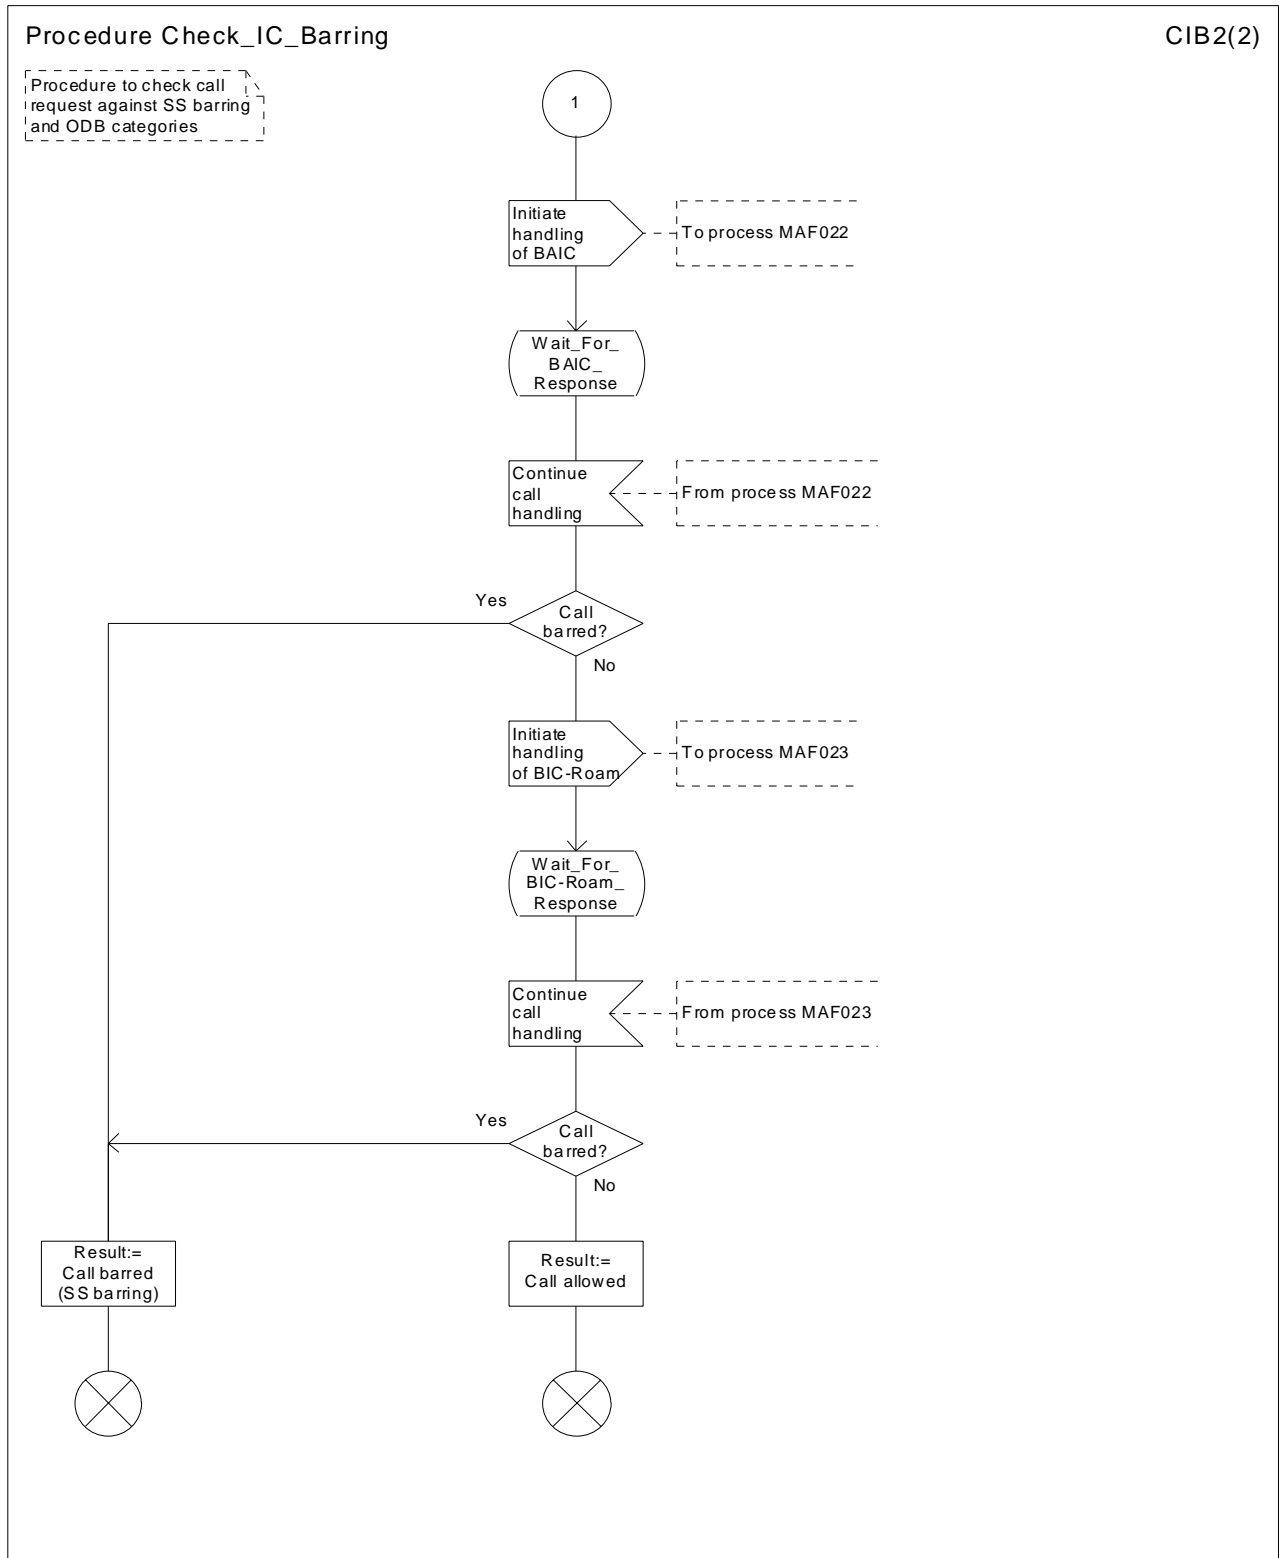 Procedure Check_IC_Barring
CIB2(2)
Procedure to check call
request against SS barring
and ODB categories
1
Initiate
handling
of BAIC
To process MAF022
Wait_For_
BAIC_
Response
Continue
call
handling
From process MAF022
Yes
Call
barred?
No
Initiate
handling
of BIC-Roam
To process MAF023
Wait_For_
BIC-Roam_
Response
Continue
call
handling
From process MAF023
Yes
Call
barred?
No
Result:=
Call barred
(SS barring)
Result:=
Call allowed